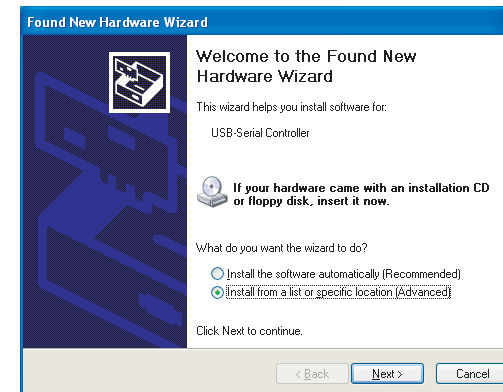 Found New Hardware Wizard
Welcome to the Found New
Hardware Wizard
This wizard helps you install software for:
USB-Serial Controller
If your hardware came with an installation CD
or floppy disk, insert it now.
What do you want the wizard to do?
Install the software automatically (Recommended)
Install from a list or specific location (Advanced)
Click Next to continue.
< Back
Next >
Cancel